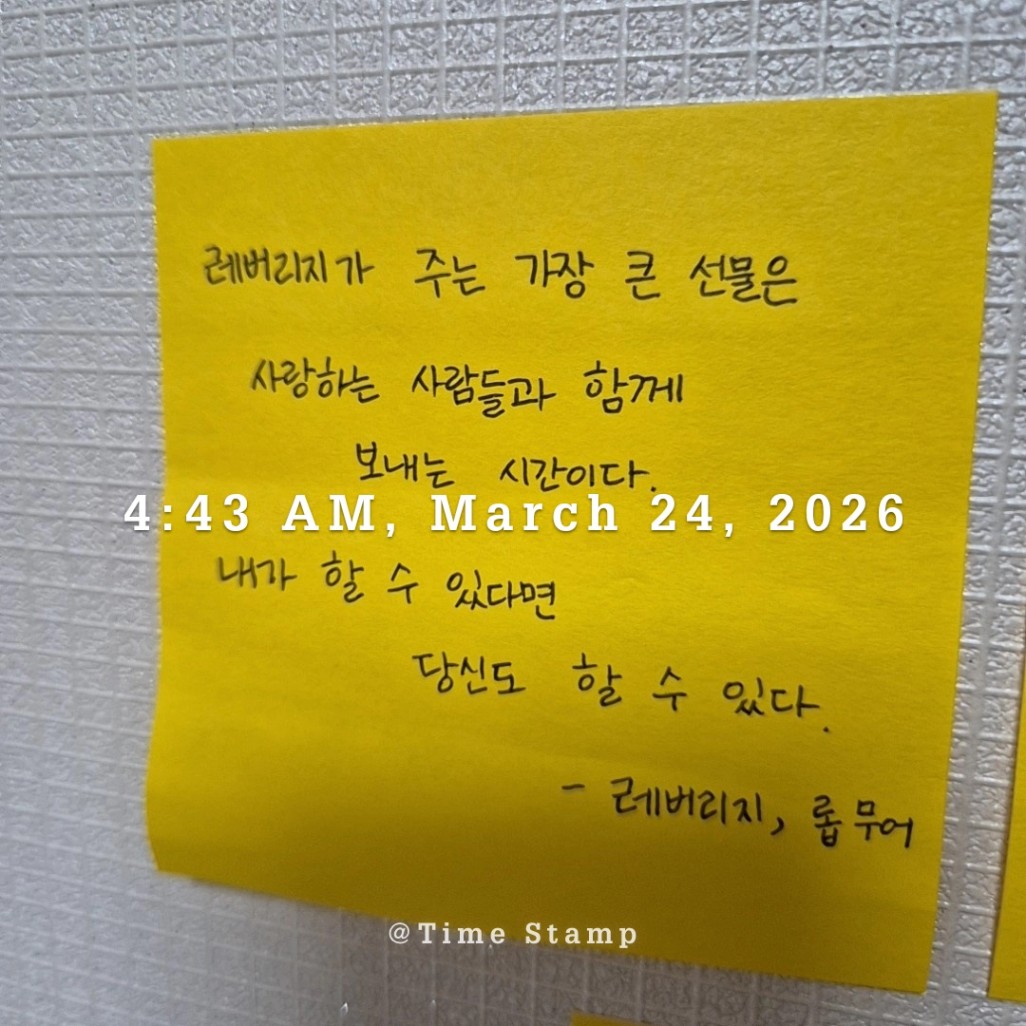 레버리지가 주는 가장 큰 선물은
사랑하는 사람들과 함께
보내는 시간이다.
4:43 AM, March 24, 2026
내가 할 수 있다면
당신도 할 수 있다.
- 레버리지, 롭 무어
@Time Stamp